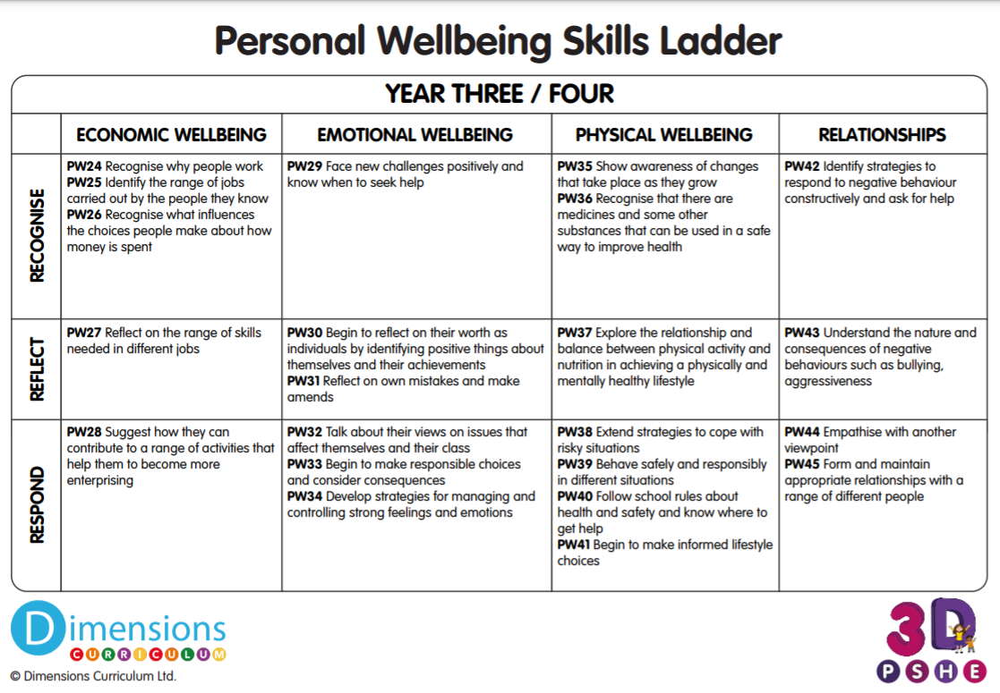 Personal Wellbeing Skills Ladder
YEAR THREE / FOUR
ECONOMIC WELLBEING
EMOTIONAL WELLBEING
PHYSICAL WELLBEING
RELATIONSHIPS
RECOGNISE
PW24 Recognise why people work
PW25 Identify the range of jobs
carried out by the people they know
PW26 Recognise what influences
the choices people make about how
money is spent
PW29 Face new challenges positively and
know when to seek help
PW35 Show awareness of changes
that take place as they grow
PW36 Recognise that there are
medicines and some other
substances that can be used in a safe
way to improve health
PW42 Identify strategies to
respond to negative behaviour
constructively and ask for help
REFLECT
PW27 Reflect on the range of skills
needed in different jobs
PW30 Begin to reflect on their worth as
individuals by identifying positive things about
themselves and their achievements
PW31 Reflect on own mistakes and make
amends
PW37 Explore the relationship and
balance between physical activity and
nutrition in achieving a physically and
mentally healthy lifestyle
PW43 Understand the nature and
consequences of negative
behaviours such as bullying,
aggressiveness
RESPOND
PW28 Suggest how they can
contribute to a range of activities that
help them to become more
enterprising
PW32 Talk about their views on issues that
affect themselves and their class
PW33 Begin to make responsible choices
and consider consequences
PW34 Develop strategies for managing and
controlling strong feelings and emotions
PW38 Extend strategies to cope with
risky situations
PW39 Behave safely and responsibly
in different situations
PW40 Follow school rules about
health and safety and know where to
get help
PW41 Begin to make informed lifestyle
choices
PW44 Empathise with another
viewpoint
PW45 Form and maintain
appropriate relationships with a
range of different people
Dimensions
CURRICULUM
© Dimensions Curriculum Ltd.
3D
PSHE